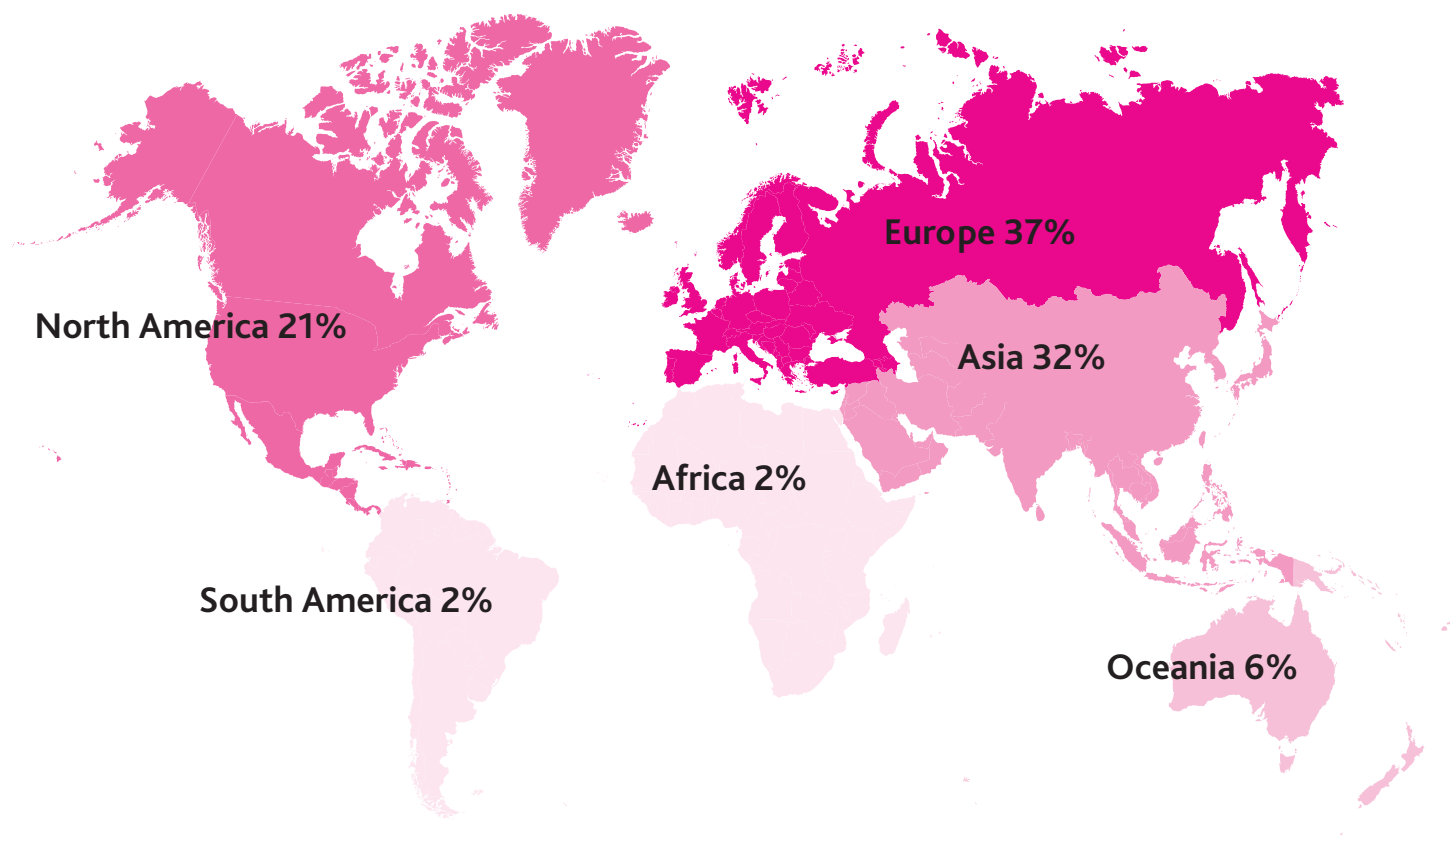 Europe 37%
North America 21%
Asia 32%
Africa 2%
South America 2%
Oceania 6%